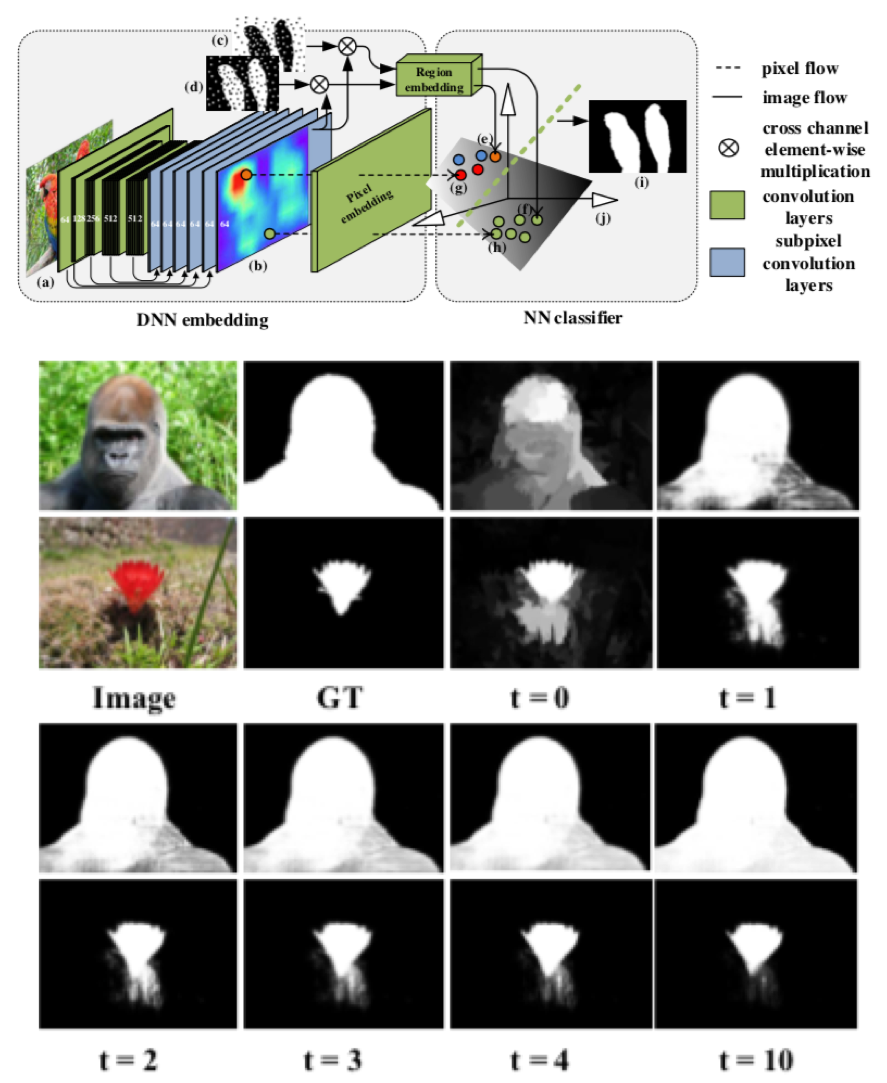 (c)
(d)
Region
embedding
pixel flow
image flow
cross channel
element-wise
multiplication
convolution
layers
subpixel
convolution
layers
(e)
(g)
(i)
Pixel
embedding
(f)
(j)
(h)
64 128 256 512 512 64 64 64 64 64 64
(a)
(b)
DNN embedding
NN classifier
Image GT t = 0 t = 1
t = 2 t = 3 t = 4 t = 10